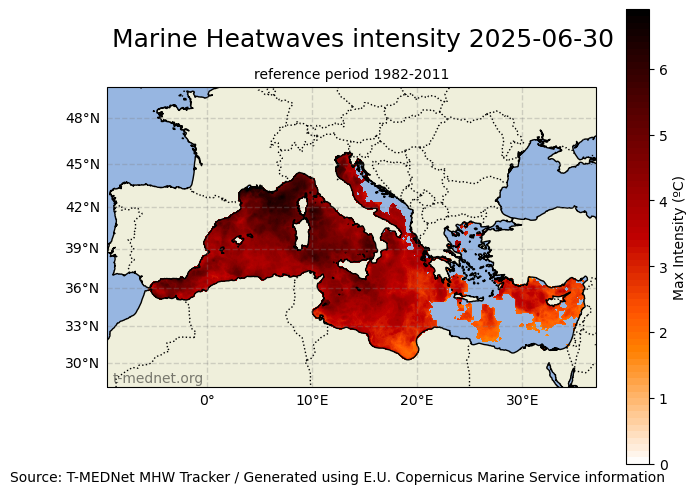 Marine Heatwaves intensity 2025-06-30
reference period 1982-2011
48°N
45°N
42°N
39°N
36°N
33°N
30°N
0°
10°E
20°E
30°E
t-mednet.org
6
5
4
3
2
1
0
Max Intensity (ºC)
Source: T-MEDNet MHW Tracker / Generated using E.U. Copernicus Marine Service information